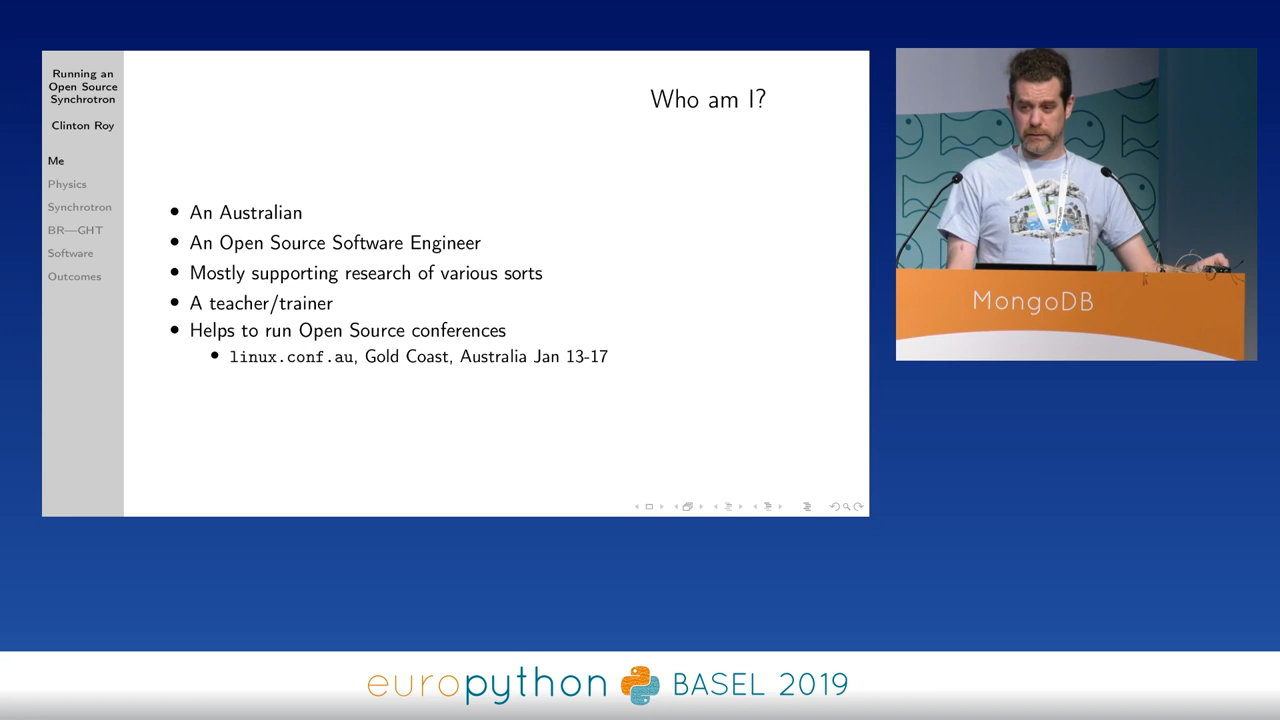 Running an
Open Source
Synchrotron
Clinton Roy
Me
Physics
Synchrotron
BR—GHT
Software
Outcomes
Who am I?
• An Australian
• An Open Source Software Engineer
• Mostly supporting research of various sorts
• A teacher/trainer
• Helps to run Open Source conferences
• linux.conf.au, Gold Coast, Australia Jan 13-17
MongoDB
europython BASEL 2019